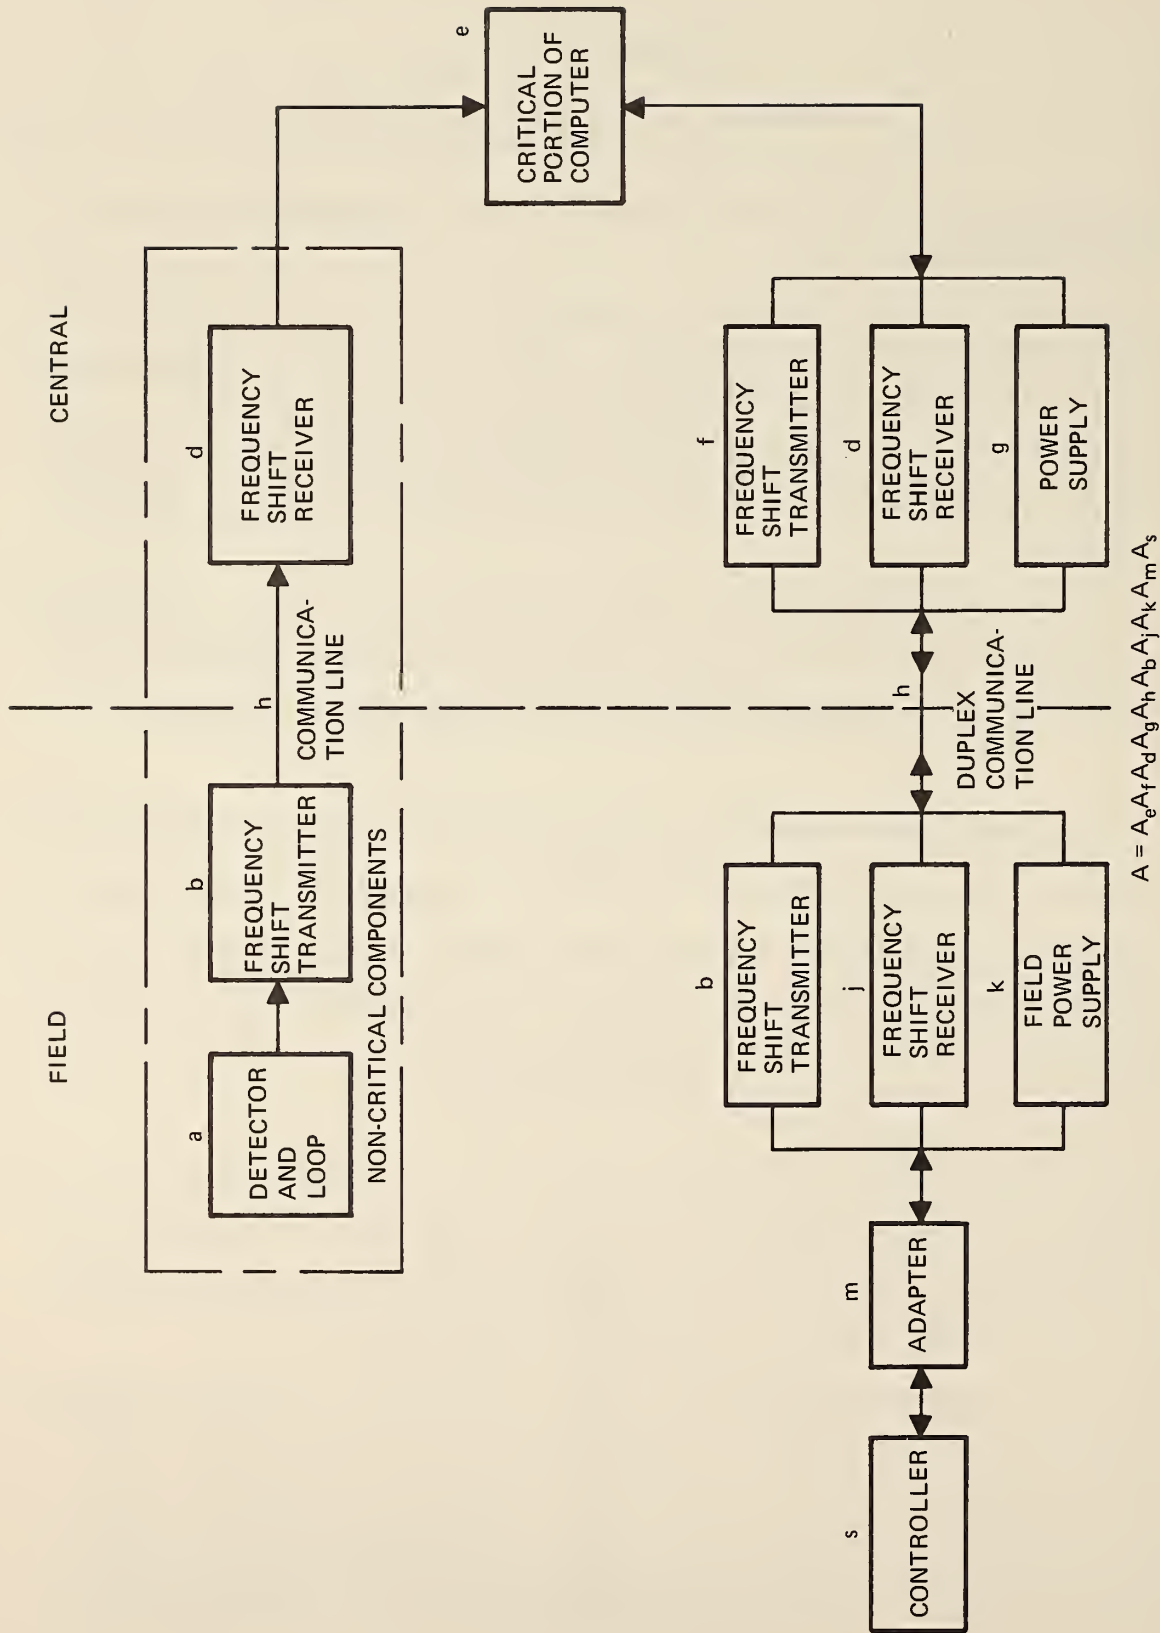 FIELD
CENTRAL
a
DETECTOR
AND
LOOP
b
FREQUENCY
SHIFT
TRANSMITTER
h
COMMUNICA-
TION LINE
d
FREQUENCY
SHIFT
RECEIVER
NON-CRITICAL COMPONENTS
e
CRITICAL
PORTION OF
COMPUTER
s
CONTROLLER
m
ADAPTER
b
FREQUENCY
SHIFT
TRANSMITTER
j
FREQUENCY
SHIFT
RECEIVER
k
FIELD
POWER
SUPPLY
h
DUPLEX
COMMUNICA-
TION LINE
f
FREQUENCY
SHIFT
TRANSMITTER
d
FREQUENCY
SHIFT
RECEIVER
g
POWER
SUPPLY
A = AₑA_fA_dA_gAₕA_bAⱼAₖAₘAₛ